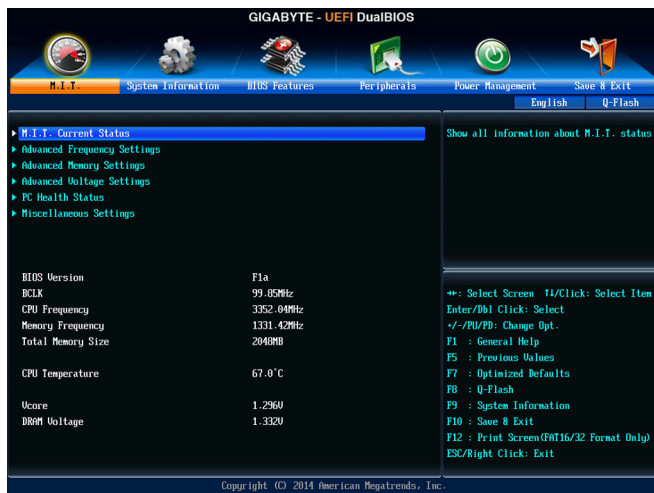 GIGABYTE - UEFI DualBIOS
M.I.T. System Information BIOS Features Peripherals Power Management Save & Exit
English Q-Flash
M.I.T. Current Status
Advanced Frequency Settings
Advanced Memory Settings
Advanced Voltage Settings
PC Health Status
Miscellaneous Settings
Show all information about M.I.T. status
BIOS Version F1a
BCLK 99.85MHz
CPU Frequency 3352.04MHz
Memory Frequency 1331.42MHz
Total Memory Size 2048MB
CPU Temperature 67.0°C
Vcore 1.296V
DRAM Voltage 1.332V
→←: Select Screen ↑↓/Click: Select Item
Enter/Dbl Click: Select
+/-/PU/PD: Change Opt.
F1 : General Help
F5 : Previous Values
F7 : Optimized Defaults
F8 : Q-Flash
F9 : System Information
F10 : Save & Exit
F12 : Print Screen(FAT16/32 Format Only)
ESC/Right Click: Exit
Copyright (C) 2014 American Megatrends, Inc.